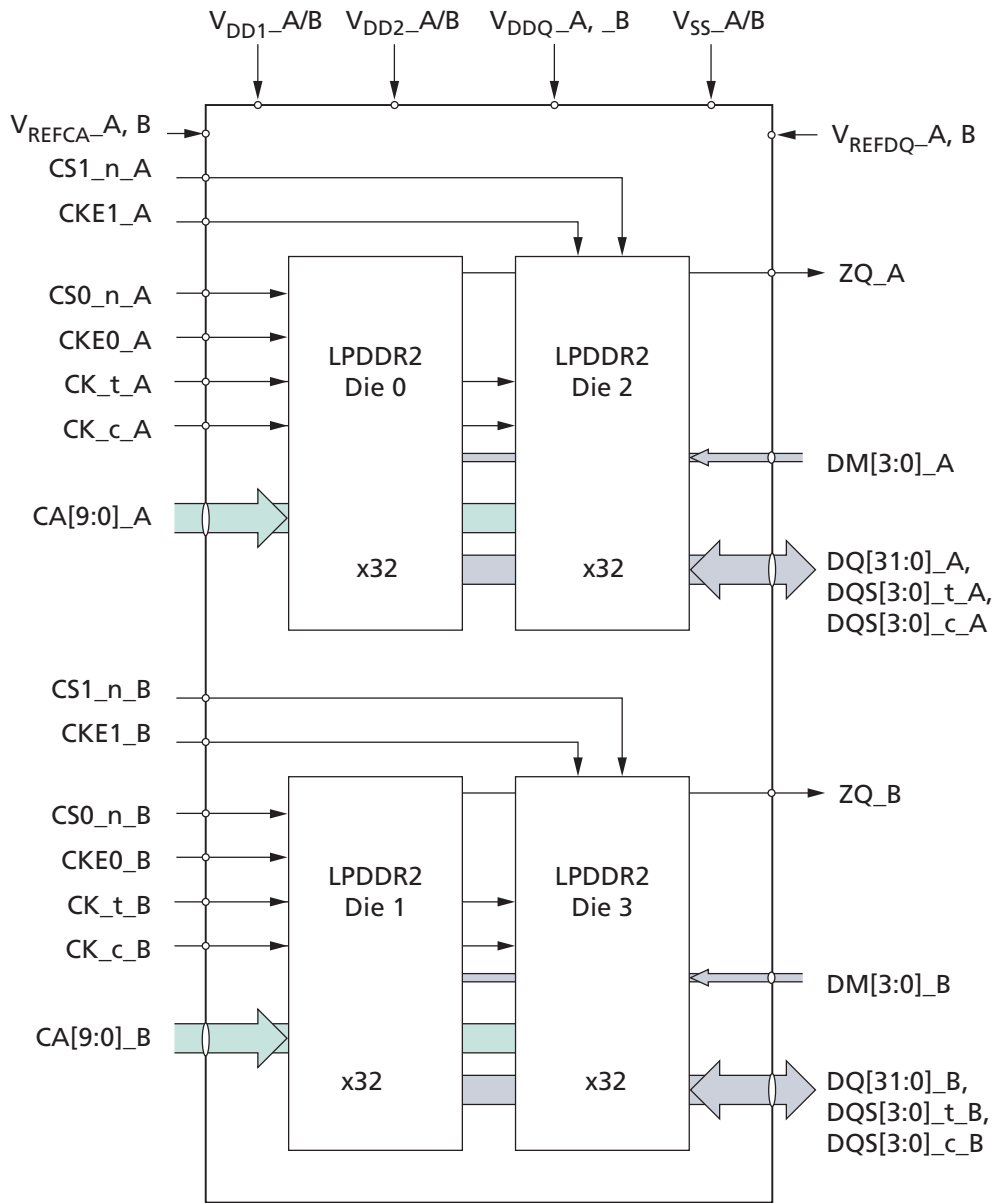 VDD1_A/B
VDD2_A/B
VDDQ_A, _B
VSS_A/B
VREFCA_A, B
VREFDQ_A, B
CS1_n_A
CKE1_A
CS0_n_A
CKE0_A
CK_t_A
CK_c_A
CA[9:0]_A
LPDDR2
Die 0
x32
LPDDR2
Die 2
x32
ZQ_A
DM[3:0]_A
DQ[31:0]_A,
DQS[3:0]_t_A,
DQS[3:0]_c_A
CS1_n_B
CKE1_B
CS0_n_B
CKE0_B
CK_t_B
CK_c_B
CA[9:0]_B
LPDDR2
Die 1
x32
LPDDR2
Die 3
x32
ZQ_B
DM[3:0]_B
DQ[31:0]_B,
DQS[3:0]_t_B,
DQS[3:0]_c_B